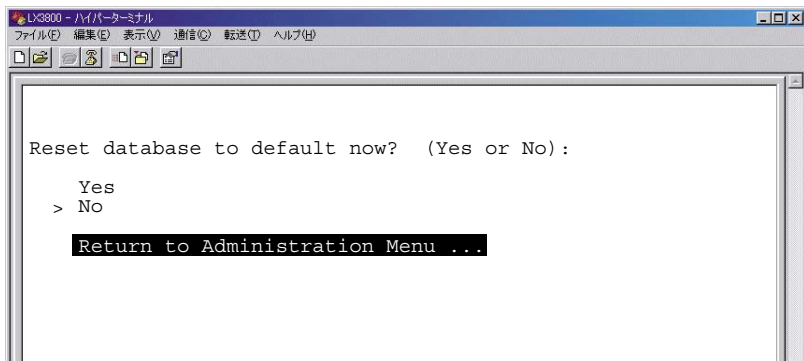 LX3800 - ハイパーターミナル
ファイル(F) 編集(E) 表示(V) 通信(C) 転送(T) ヘルプ(H)
Reset database to default now? (Yes or No):
Yes
> No
Return to Administration Menu ...